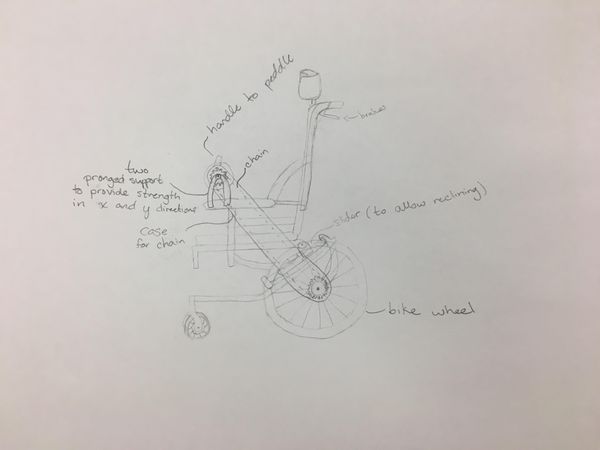 handle to peddle
brakes
chain
two
pronged support
to provide strength
in x and y directions
case
for chain
slider (to allow reclining)
bike wheel